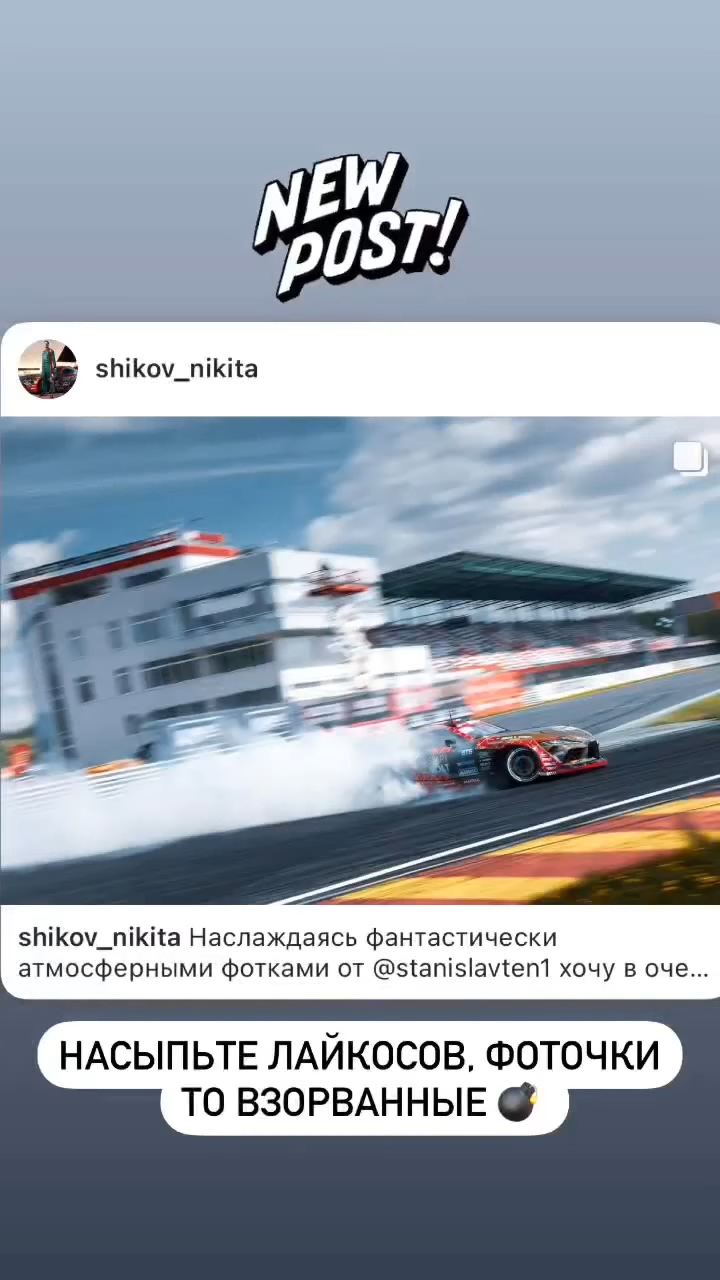 NEW
POST!
shikov_nikita
shikov_nikita Наслаждаясь фантастически
атмосферными фотками от @stanislavten1 хочу в оче...
НАСЫПЬТЕ ЛАЙКОСОВ, ФОТОЧКИ
ТО ВЗОРВАННЫЕ 💣